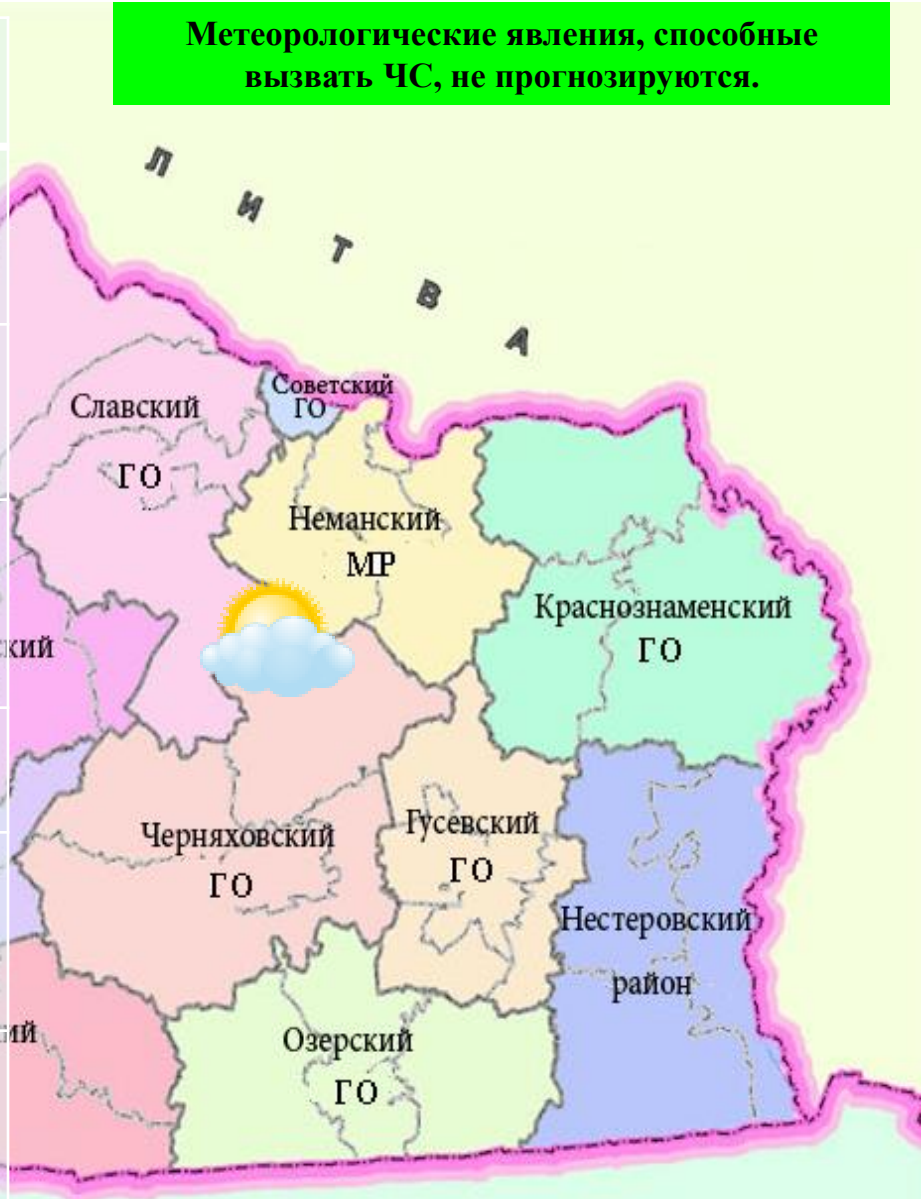 Метеорологические явления, способные
вызвать ЧС, не прогнозируются.
ЛИТВА
Советский
ГО
Славский
ГО
Неманский
МР
Краснознаменский
ГО
Черняховский
ГО
Гусевский
ГО
Нестеровский
район
Озерский
ГО